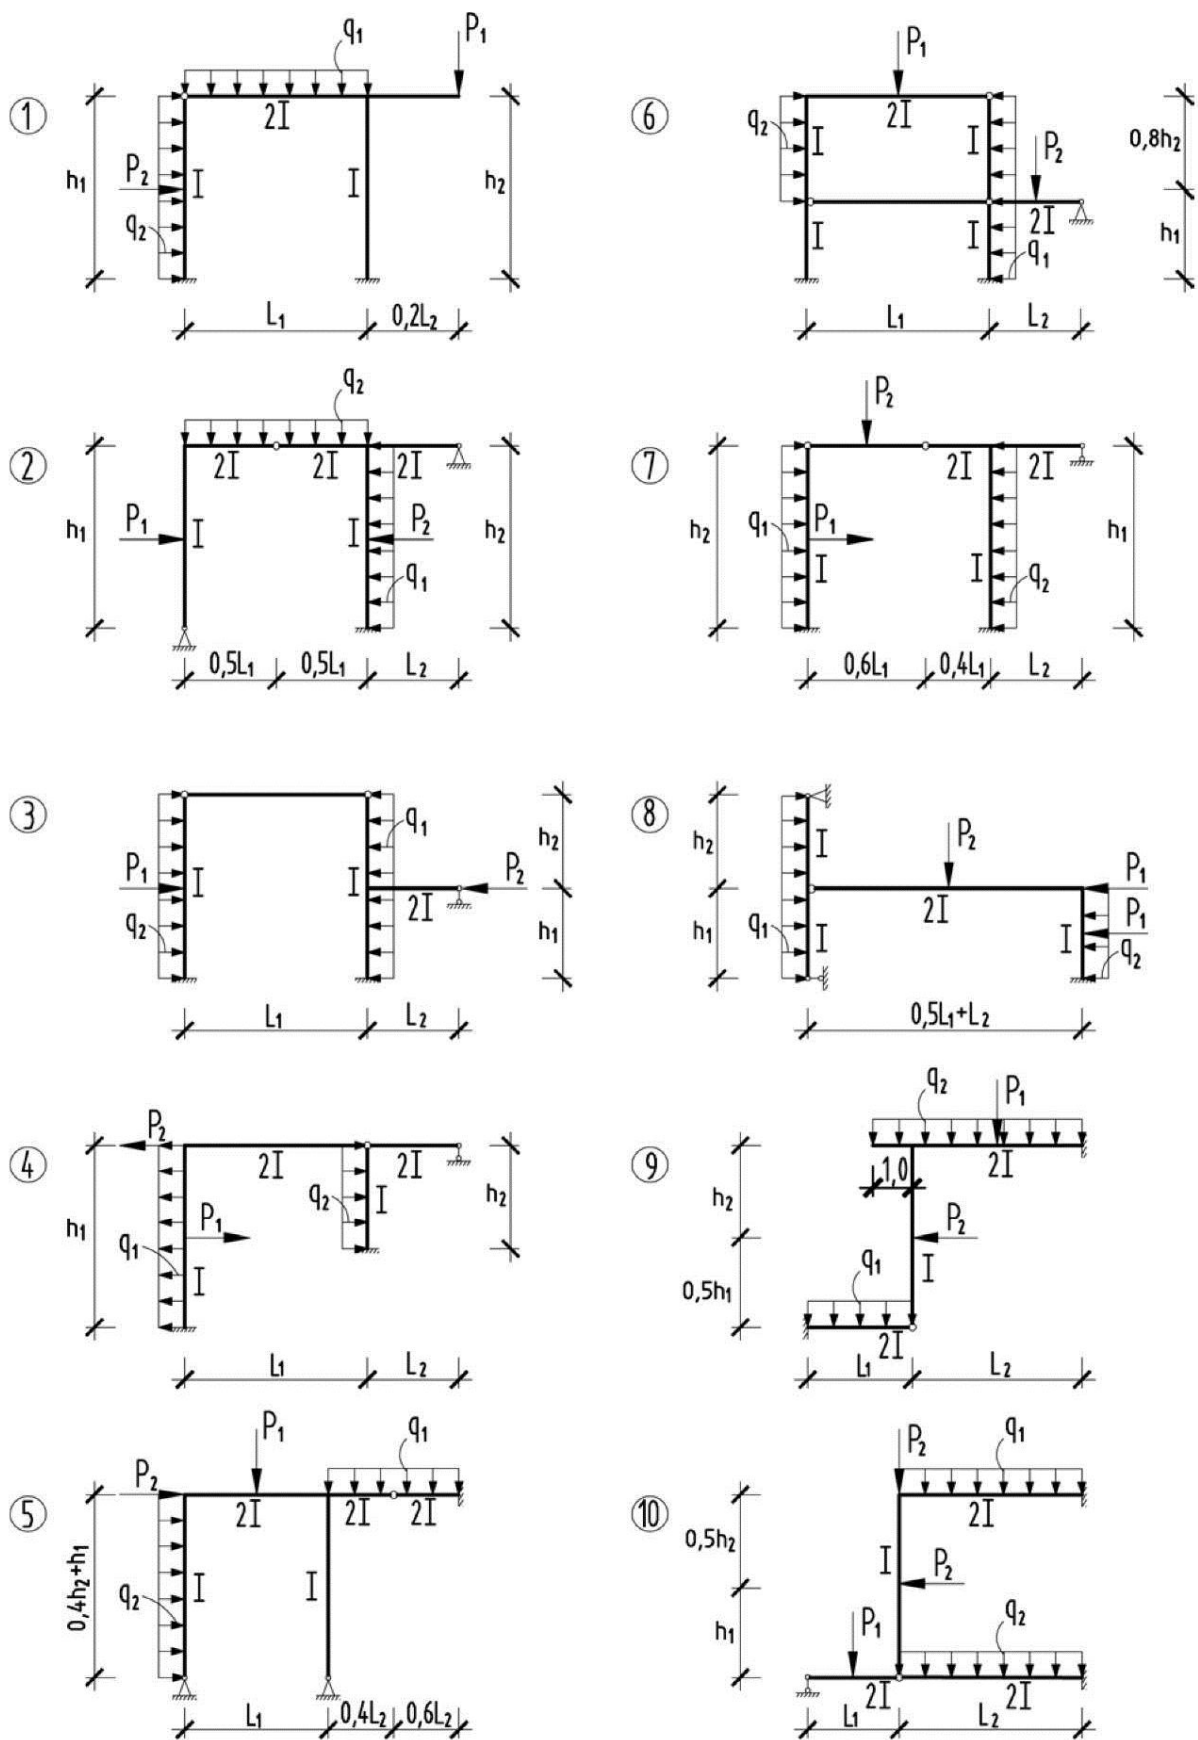 1
q₁
P₁
2I
h₁
P₂
I
I
q₂
h₂
L₁
0,2L₂
2
q₂
2I
2I
2I
h₁
P₁
I
I
P₂
q₁
h₂
0,5L₁
0,5L₁
L₂
3
q₁
P₁
I
I
P₂
q₂
2I
h₂
h₁
L₁
L₂
4
P₂
2I
2I
h₁
q₂
I
P₁
q₁
I
h₂
L₁
L₂
5
P₁
q₁
P₂
2I
2I
2I
0,4h₂+h₁
q₂
I
I
L₁
0,4L₂
0,6L₂
6
P₁
q₂
2I
I
I
P₂
0,8h₂
2I
I
I
q₁
h₁
L₁
L₂
7
P₂
2I
2I
h₂
q₁
P₁
I
I
q₂
h₁
0,6L₁
0,4L₁
L₂
8
h₂
I
P₂
P₁
2I
q₁
h₁
I
I
P₁
q₂
0,5L₁+L₂
9
q₂
P₁
2I
1,0
h₂
P₂
q₁
I
0,5h₁
2I
L₁
L₂
10
P₂
q₁
2I
0,5h₂
I
P₂
h₁
P₁
q₂
2I
2I
L₁
L₂